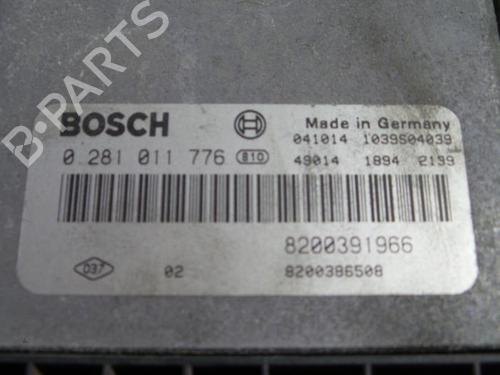 B-PARTS
BOSCH
Made in Germany
041014 1039S04039
0 281 011 776 810
49014 1894 2139
8200391966
D37 02 8200386508